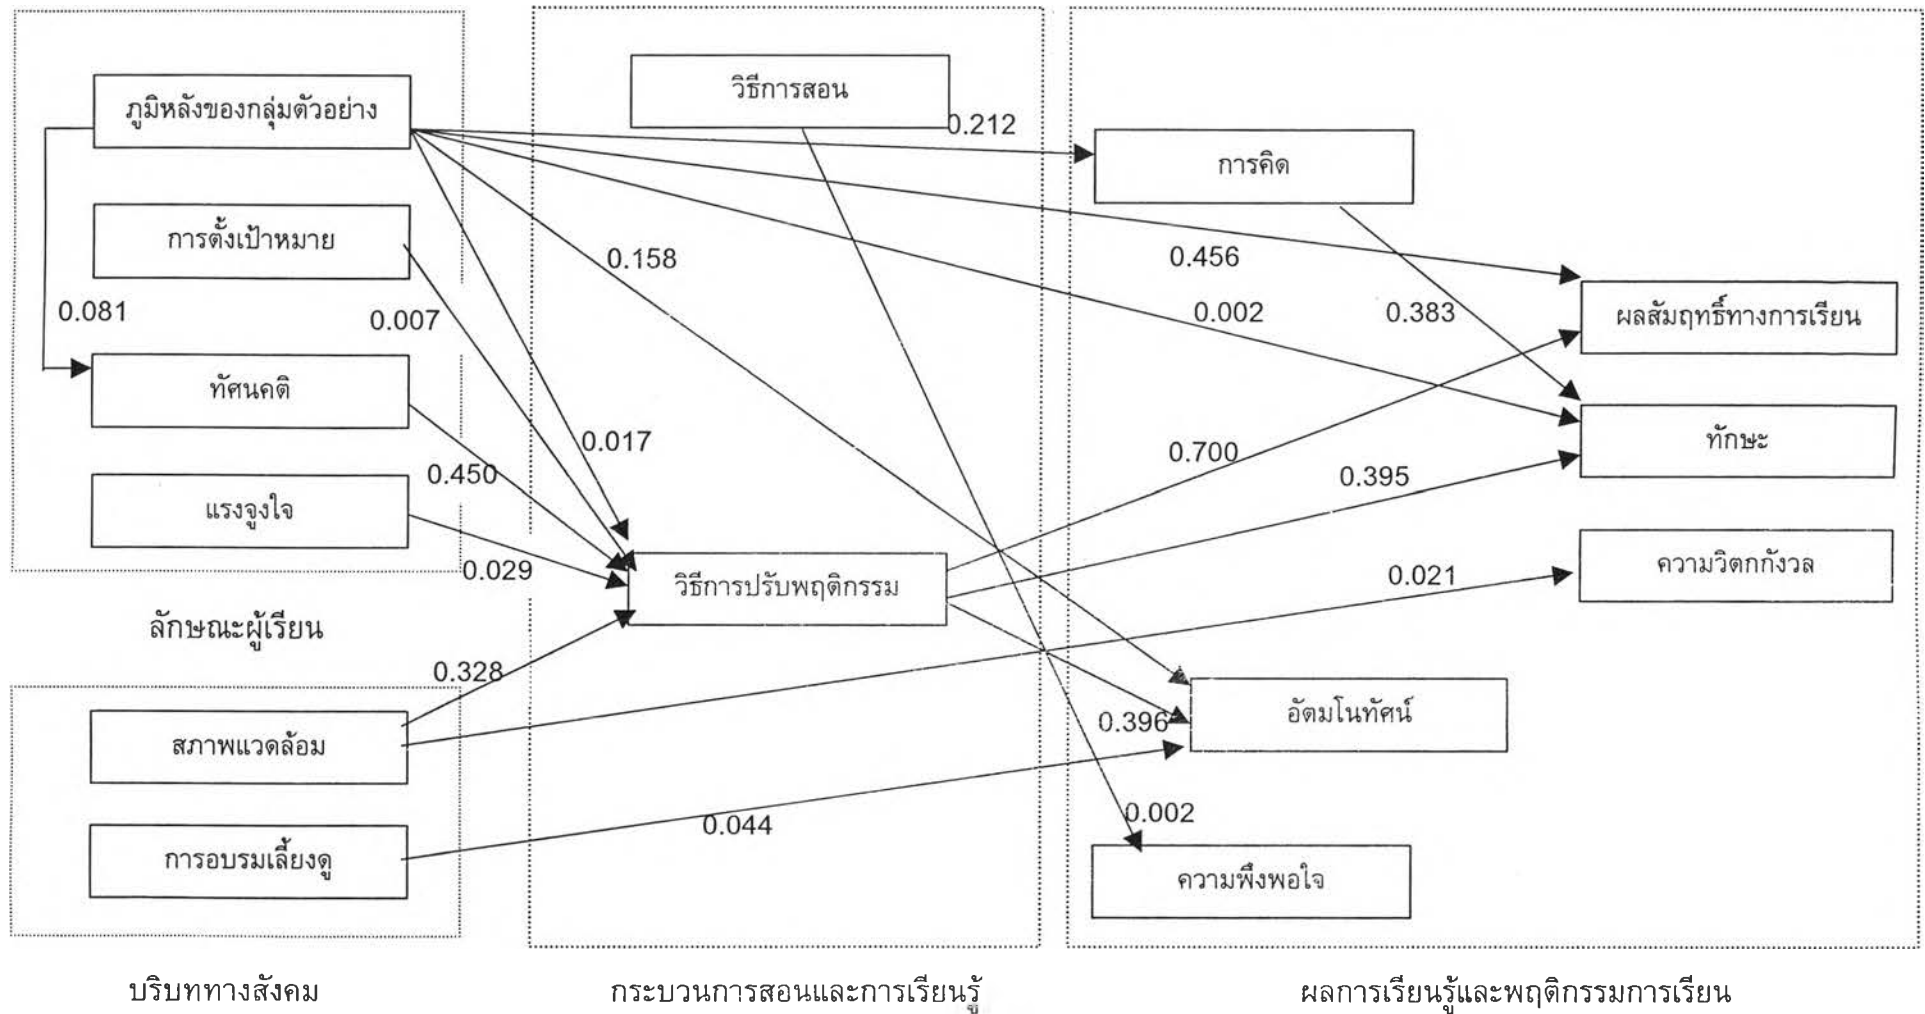 วิธีการสอน
ภูมิหลังของกลุ่มตัวอย่าง
0.212
การคิด
การตั้งเป้าหมาย
0.158
0.456
0.081
0.007
0.002
0.383
ผลสัมฤทธิ์ทางการเรียน
ทัศนคติ
0.017
0.700
ทักษะ
0.450
0.395
แรงจูงใจ
0.029
วิธีการปรับพฤติกรรม
0.021
ความวิตกกังวล
ลักษณะผู้เรียน
0.328
สภาพแวดล้อม
0.396
อัตมโนทัศน์
0.044
0.002
การอบรมเลี้ยงดู
ความพึงพอใจ
บริบททางสังคม
กระบวนการสอนและการเรียนรู้
ผลการเรียนรู้และพฤติกรรมการเรียน